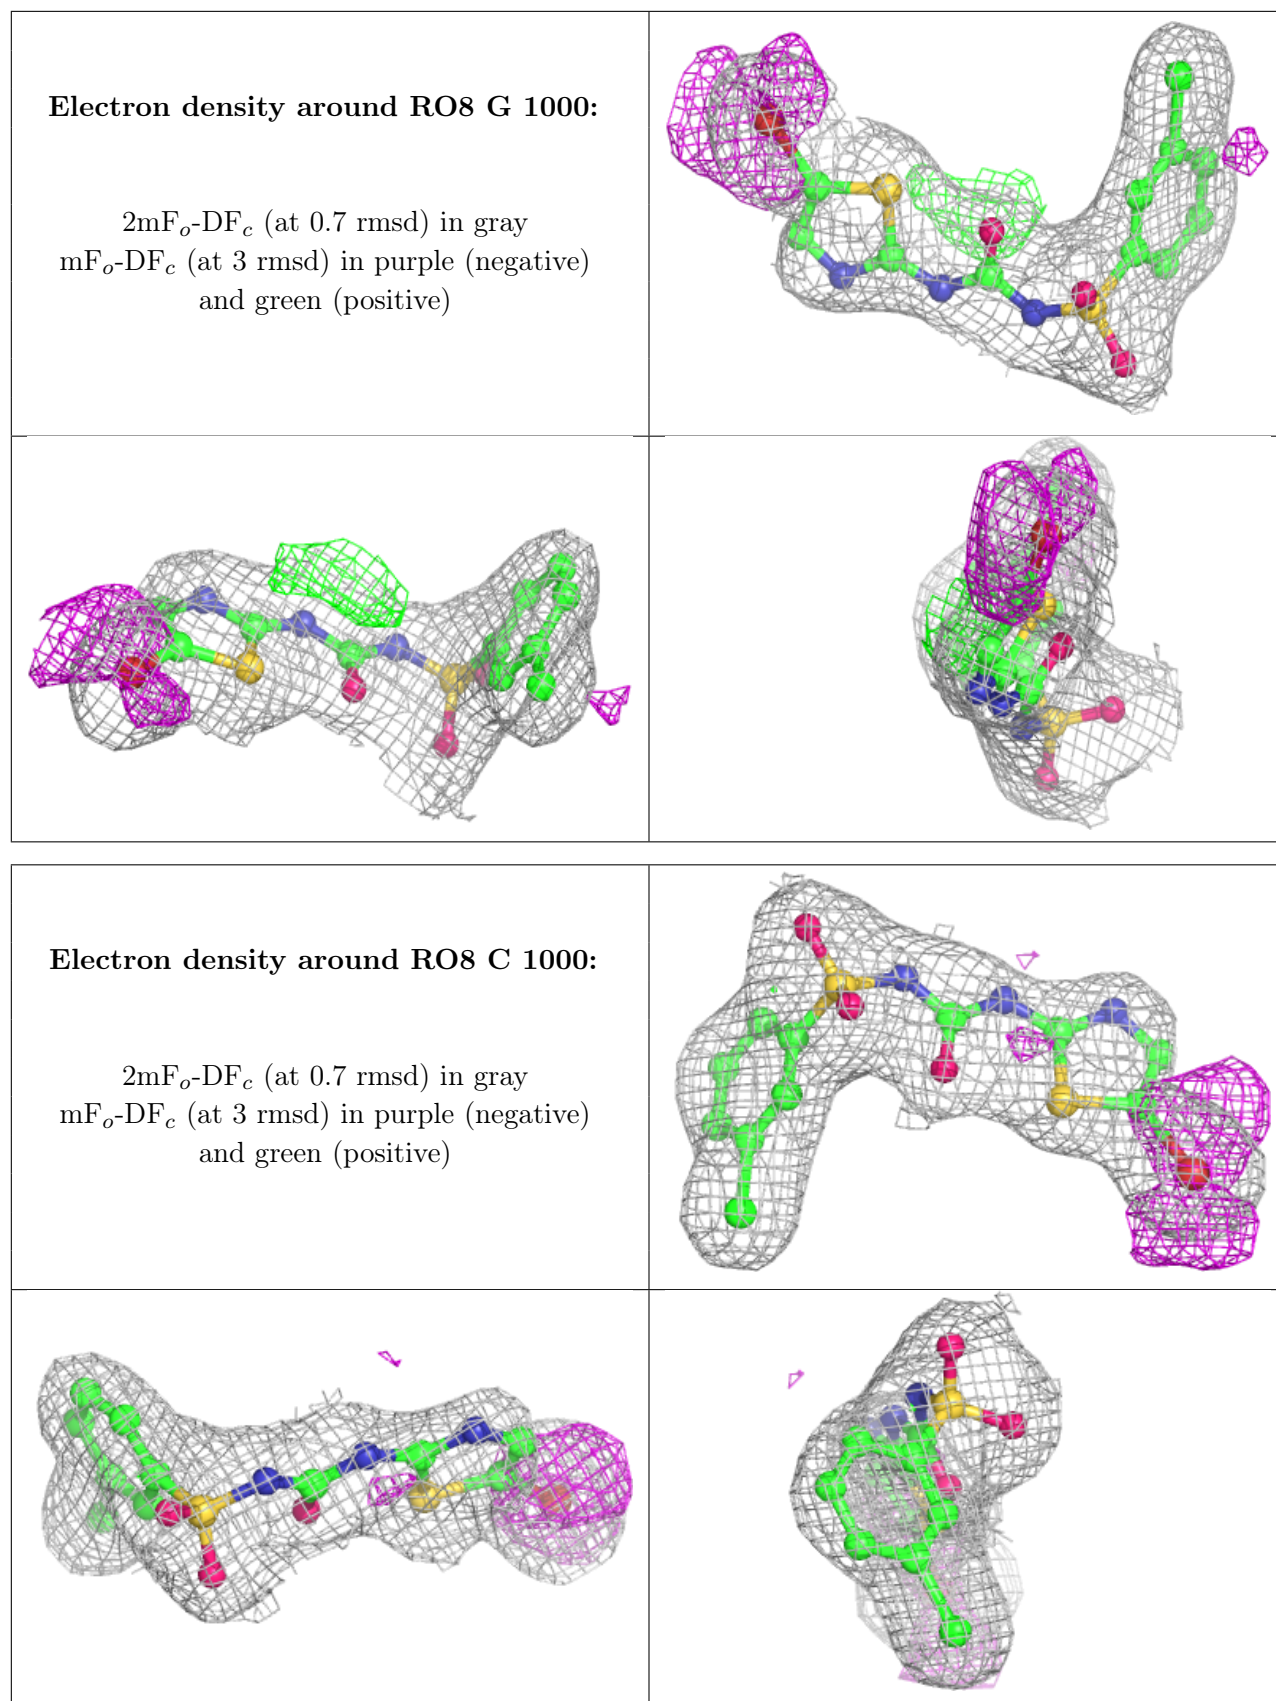 Electron density around RO8 G 1000:
2mFo-DFc (at 0.7 rmsd) in gray
mFo-DFc (at 3 rmsd) in purple (negative)
and green (positive)
Electron density around RO8 C 1000:
2mFo-DFc (at 0.7 rmsd) in gray
mFo-DFc (at 3 rmsd) in purple (negative)
and green (positive)